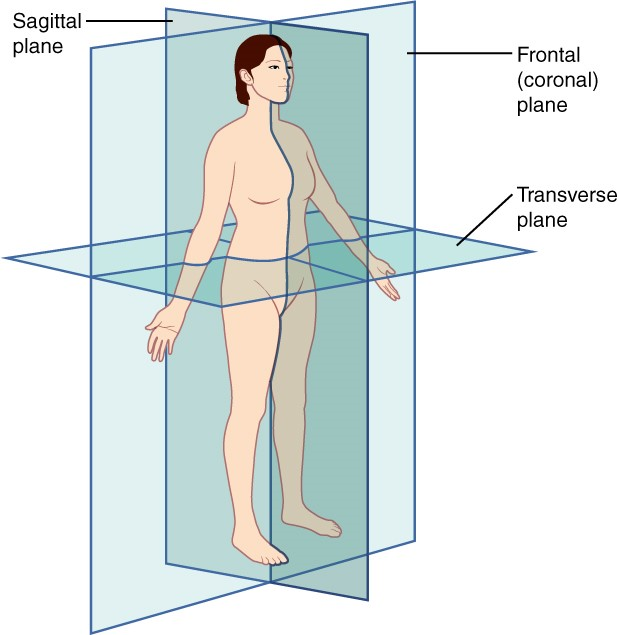 Sagittal
plane
Frontal
(coronal)
plane
Transverse
plane